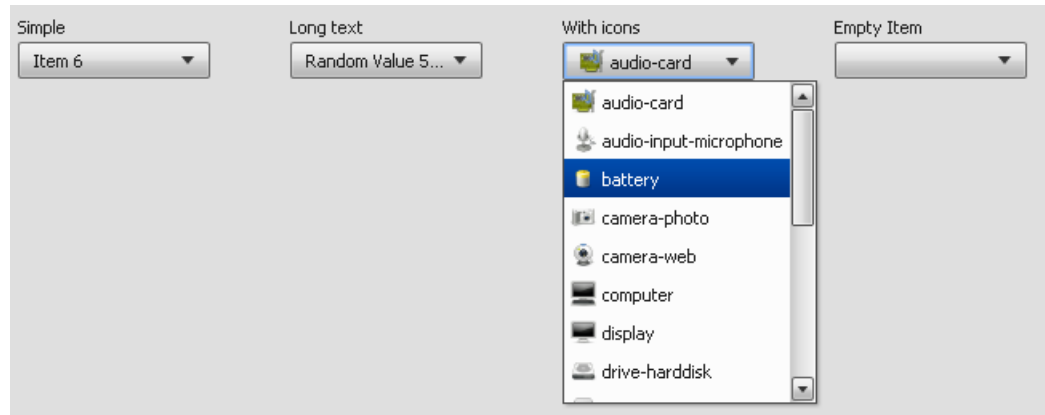 Simple Long text With icons Empty Item
Item 6 Random Value 5... audio-card
audio-card
audio-input-microphone
battery
camera-photo
camera-web
computer
display
drive-harddisk